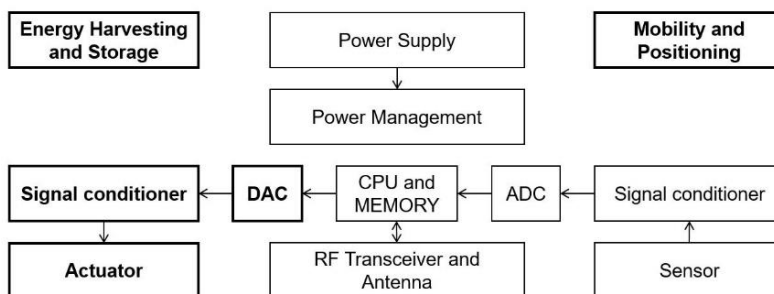 Energy Harvesting
and Storage
Power Supply
Mobility and
Positioning
Power Management
Signal conditioner
DAC
CPU and
MEMORY
ADC
Signal conditioner
Actuator
RF Transceiver and
Antenna
Sensor